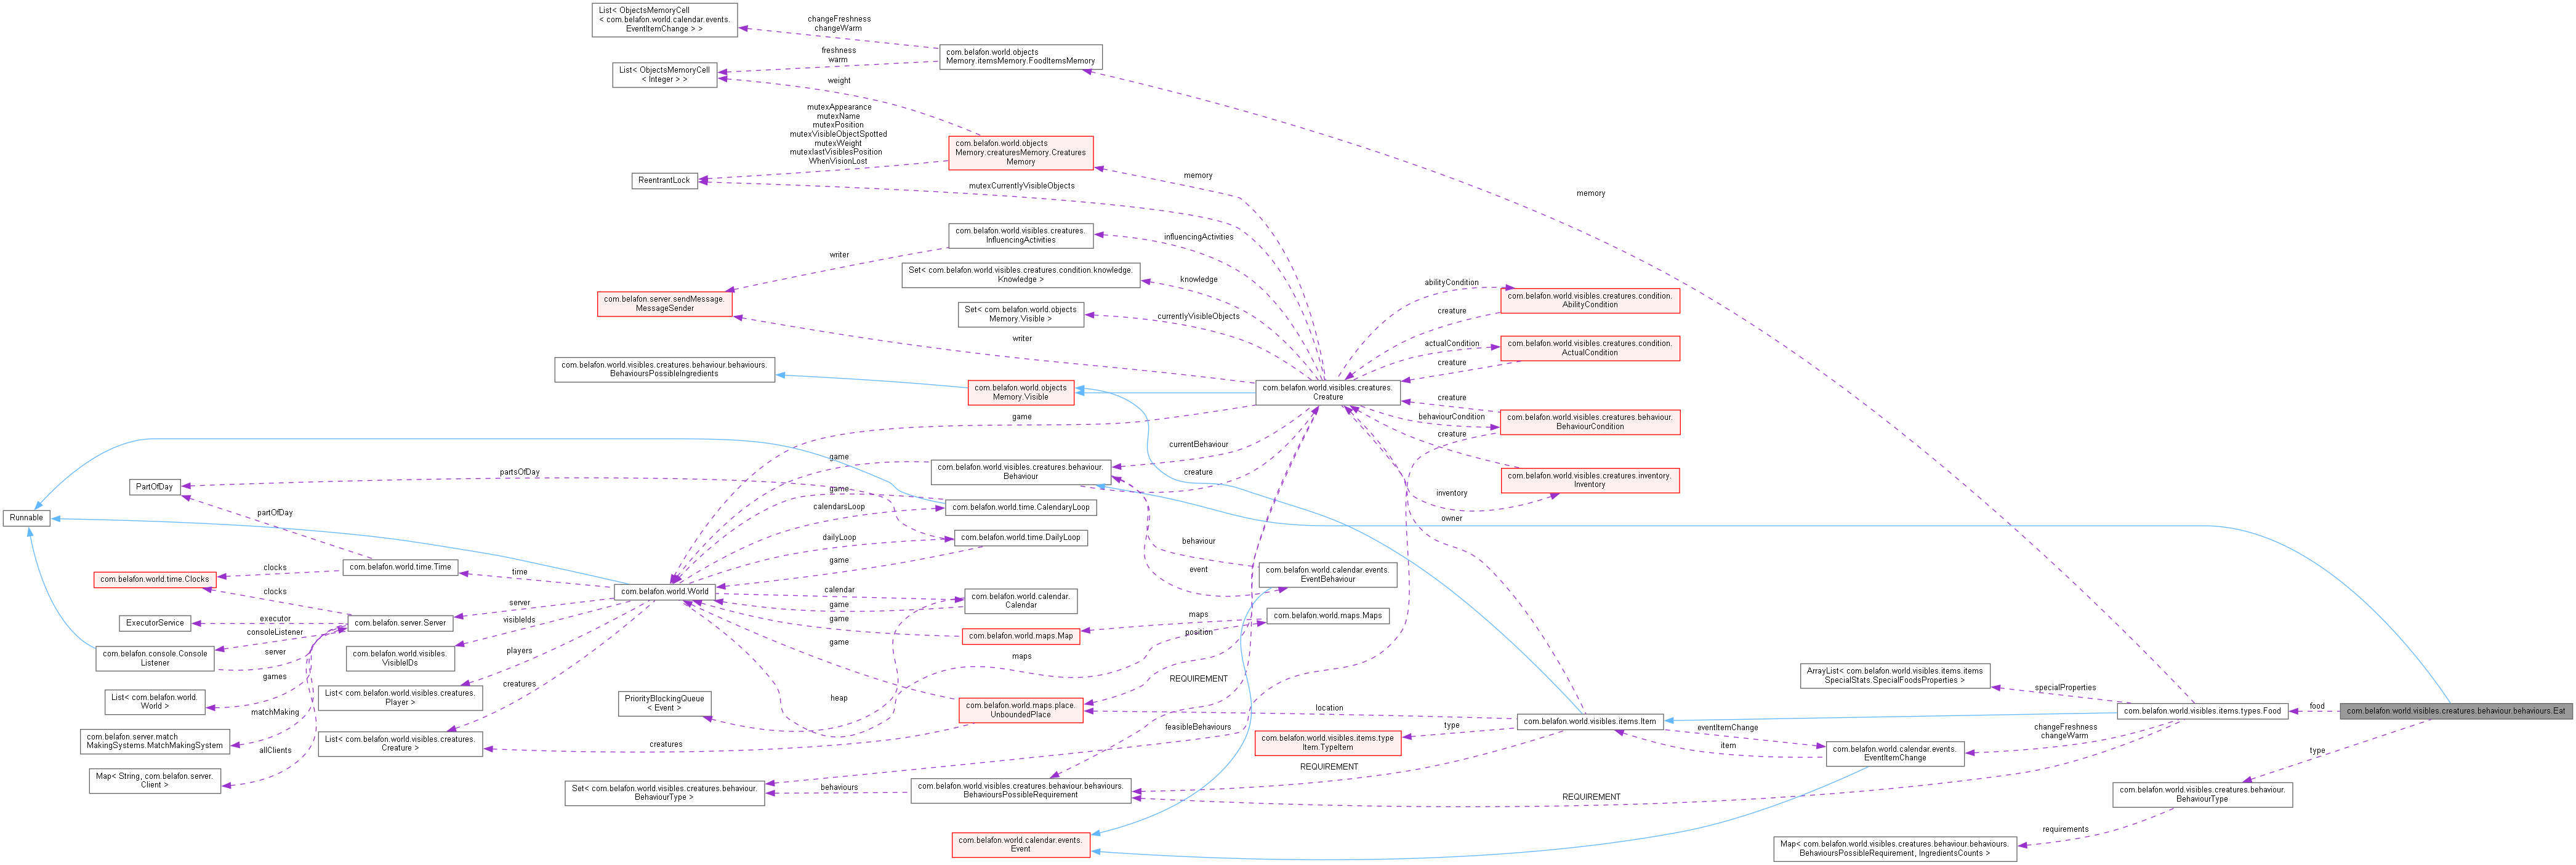 List< ObjectsMemoryCell
< com.belafon.world.calendar.events.
EventItemChange > >
changeFreshness
changeWarm
com.belafon.world.objects
Memory.itemsMemory.FoodItemsMemory
freshness
warm
List< ObjectsMemoryCell
< Integer > >
weight
mutexAppearance
mutexName
mutexPosition
mutexVisibleObjectSpotted
mutexWeight
mutexlastVisiblesPosition
WhenVisionLost
com.belafon.world.objects
Memory.creaturesMemory.Creatures
Memory
ReentrantLock
mutexCurrentlyVisibleObjects
memory
memory
com.belafon.world.visibles.creatures.
InfluencingActivities
influencingActivities
writer
Set< com.belafon.world.visibles.creatures.condition.knowledge.
Knowledge >
knowledge
com.belafon.server.sendMessage.
MessageSender
Set< com.belafon.world.objects
Memory.Visible >
currentlyVisibleObjects
writer
abilityCondition
creature
com.belafon.world.visibles.creatures.condition.
AbilityCondition
actualCondition
creature
com.belafon.world.visibles.creatures.condition.
ActualCondition
com.belafon.world.visibles.creatures.behaviour.behaviours.
BehavioursPossibleIngredients
com.belafon.world.objects
Memory.Visible
com.belafon.world.visibles.creatures.
Creature
creature
behaviourCondition
creature
com.belafon.world.visibles.creatures.behaviour.
BehaviourCondition
game
currentBehaviour
game
com.belafon.world.visibles.creatures.behaviour.
Behaviour
creature
com.belafon.world.visibles.creatures.inventory.
Inventory
inventory
partsOfDay
PartOfDay
game
calendarsLoop
com.belafon.world.time.CalendaryLoop
owner
partOfDay
Runnable
dailyLoop
com.belafon.world.time.DailyLoop
behaviour
game
event
com.belafon.world.calendar.events.
EventBehaviour
com.belafon.world.time.Clocks
clocks
com.belafon.world.time.Time
time
clocks
com.belafon.world.World
calendar
game
com.belafon.world.calendar.
Calendar
server
ExecutorService
executor
com.belafon.server.Server
visibleIds
consoleListener
game
com.belafon.world.maps.Map
maps
com.belafon.world.maps.Maps
position
com.belafon.console.Console
Listener
server
com.belafon.world.visibles.
VisibleIDs
players
game
maps
games
List< com.belafon.world.
World >
List< com.belafon.world.visibles.creatures.
Player >
creatures
heap
PriorityBlockingQueue
< Event >
REQUIREMENT
com.belafon.world.maps.place.
UnboundedPlace
location
ArrayList< com.belafon.world.visibles.items.items
SpecialStats.SpecialFoodsProperties >
specialProperties
com.belafon.world.visibles.items.types.Food
food
com.belafon.world.visibles.creatures.behaviour.behaviours.Eat
matchMaking
com.belafon.server.match
MakingSystems.MatchMakingSystem
List< com.belafon.world.visibles.creatures.
Creature >
creatures
feasibleBehaviours
type
com.belafon.world.visibles.items.type
Item.TypeItem
com.belafon.world.visibles.items.Item
eventItemChange
item
com.belafon.world.calendar.events.
EventItemChange
changeFreshness
changeWarm
type
allClients
Map< String, com.belafon.server.
Client >
REQUIREMENT
Set< com.belafon.world.visibles.creatures.behaviour.
BehaviourType >
behaviours
com.belafon.world.visibles.creatures.behaviour.behaviours.
BehavioursPossibleRequirement
REQUIREMENT
com.belafon.world.visibles.creatures.behaviour.
BehaviourType
requirements
com.belafon.world.calendar.events.
Event
Map< com.belafon.world.visibles.creatures.behaviour.behaviours.
BehavioursPossibleRequirement, IngredientsCounts >